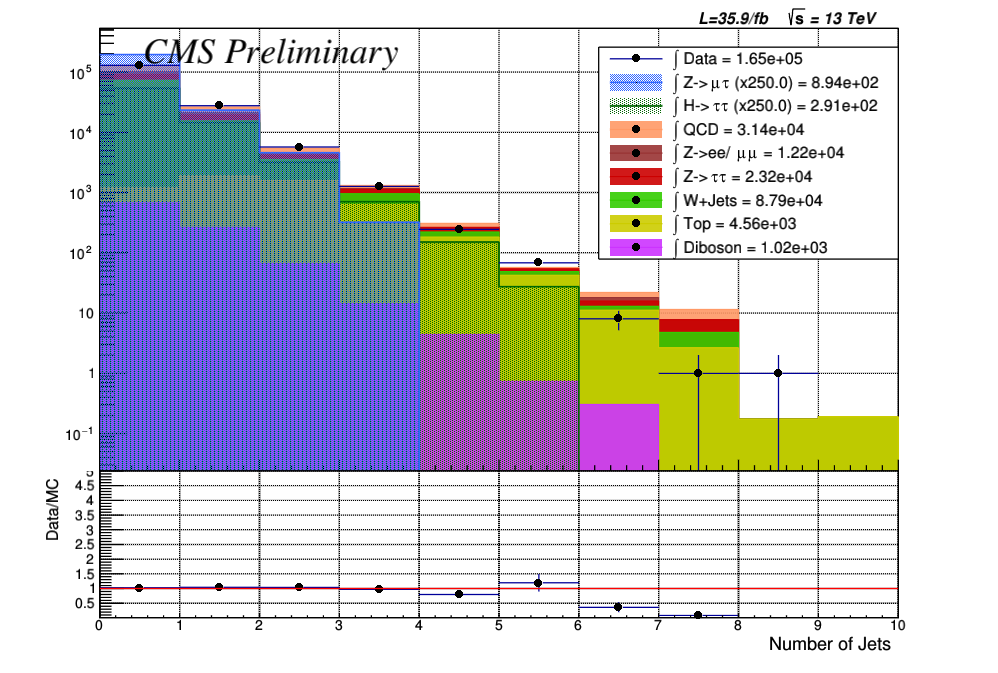 L=35.9/fb √s = 13 TeV
CMS Preliminary
∫ Data = 1.65e+05
∫ Z->μτ (x250.0) = 8.94e+02
∫ H->ττ (x250.0) = 2.91e+02
∫ QCD = 3.14e+04
∫ Z->ee/ μμ = 1.22e+04
∫ Z->ττ = 2.32e+04
∫ W+Jets = 8.79e+04
∫ Top = 4.56e+03
∫ Diboson = 1.02e+03
10⁵
10⁴
10³
10²
10
1
10⁻¹
Data/MC
5
4.5
4
3.5
3
2.5
2
1.5
1
0.5
0 1 2 3 4 5 6 7 8 9 10
Number of Jets